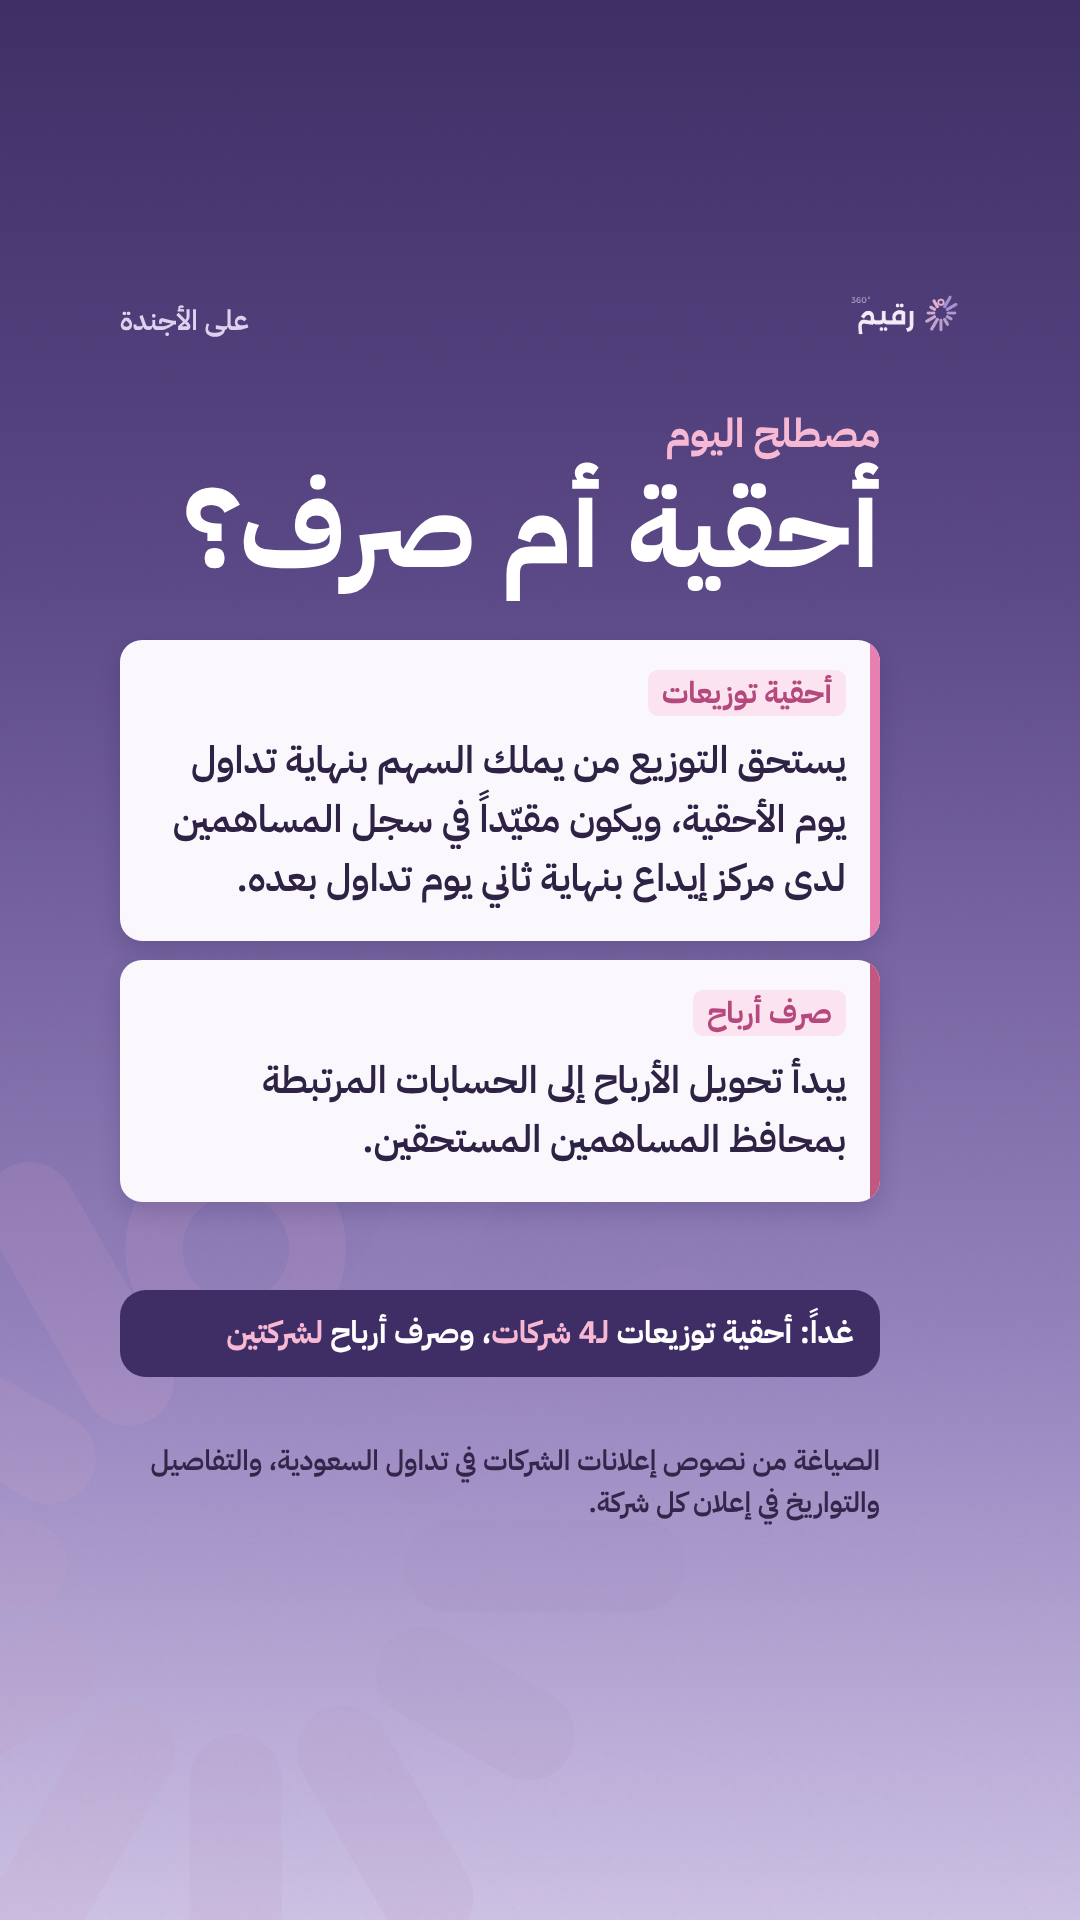 رقيم
360°
على الأجندة
مصطلح اليوم
أحقية أم صرف؟
أحقية توزيعات
يستحق التوزيع من يملك السهم بنهاية تداول
يوم الأحقية، ويكون مقيّداً في سجل المساهمين
لدى مركز إيداع بنهاية ثاني يوم تداول بعده.
صرف أرباح
يبدأ تحويل الأرباح إلى الحسابات المرتبطة
بمحافظ المساهمين المستحقين.
غداً: أحقية توزيعات لـ4 شركات، وصرف أرباح لشركتين
الصياغة من نصوص إعلانات الشركات في تداول السعودية، والتفاصيل
والتواريخ في إعلان كل شركة.